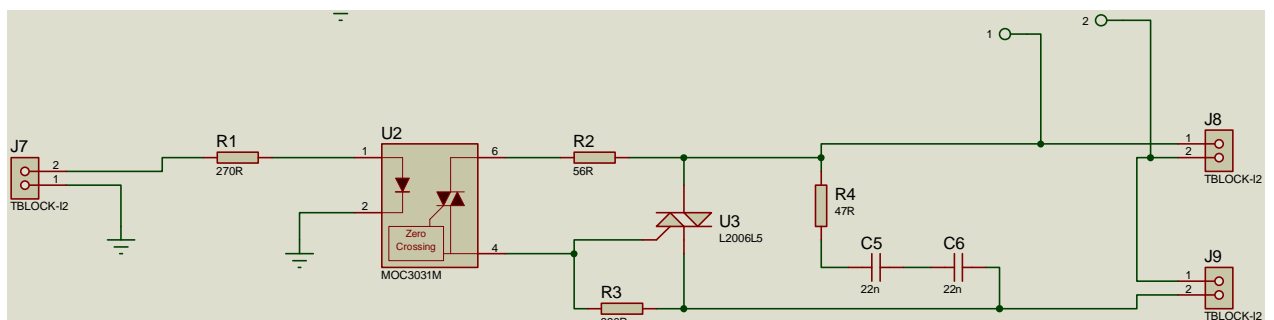 2
1
J7
2
1
TBLOCK-I2
R1
270R
U2
1
2
6
4
Zero
Crossing
MOC3031M
R2
56R
U3
L2006L5
R3
R4
47R
C5
22n
C6
22n
J8
1
2
TBLOCK-I2
J9
1
2
TBLOCK-I2